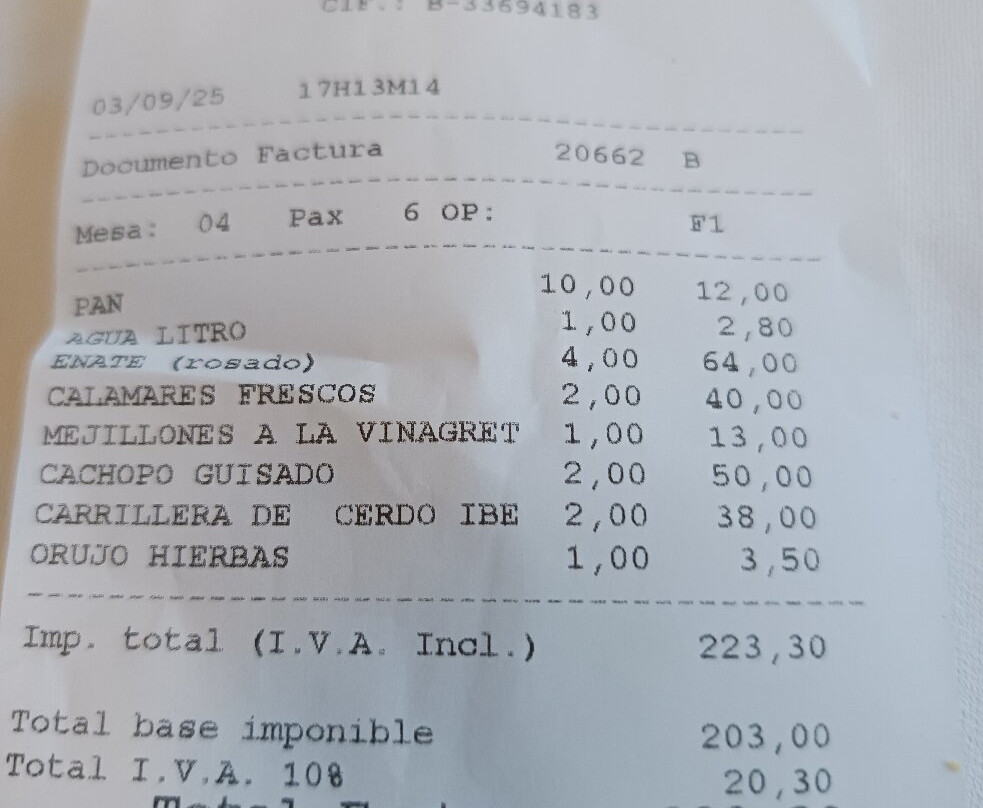 CIF.: B-33694183
03/09/25 17H13M14
Documento Factura 20662 B
Mesa: 04 Pax 6 OP: F1
PAN 10,00 12,00
AGUA LITRO 1,00 2,80
ENATE (rosado) 4,00 64,00
CALAMARES FRESCOS 2,00 40,00
MEJILLONES A LA VINAGRET 1,00 13,00
CACHOPO GUISADO 2,00 50,00
CARRILLERA DE CERDO IBE 2,00 38,00
ORUJO HIERBAS 1,00 3,50
Imp. total (I.V.A. Incl.) 223,30
Total base imponible 203,00
Total I.V.A. 10% 20,30
Total